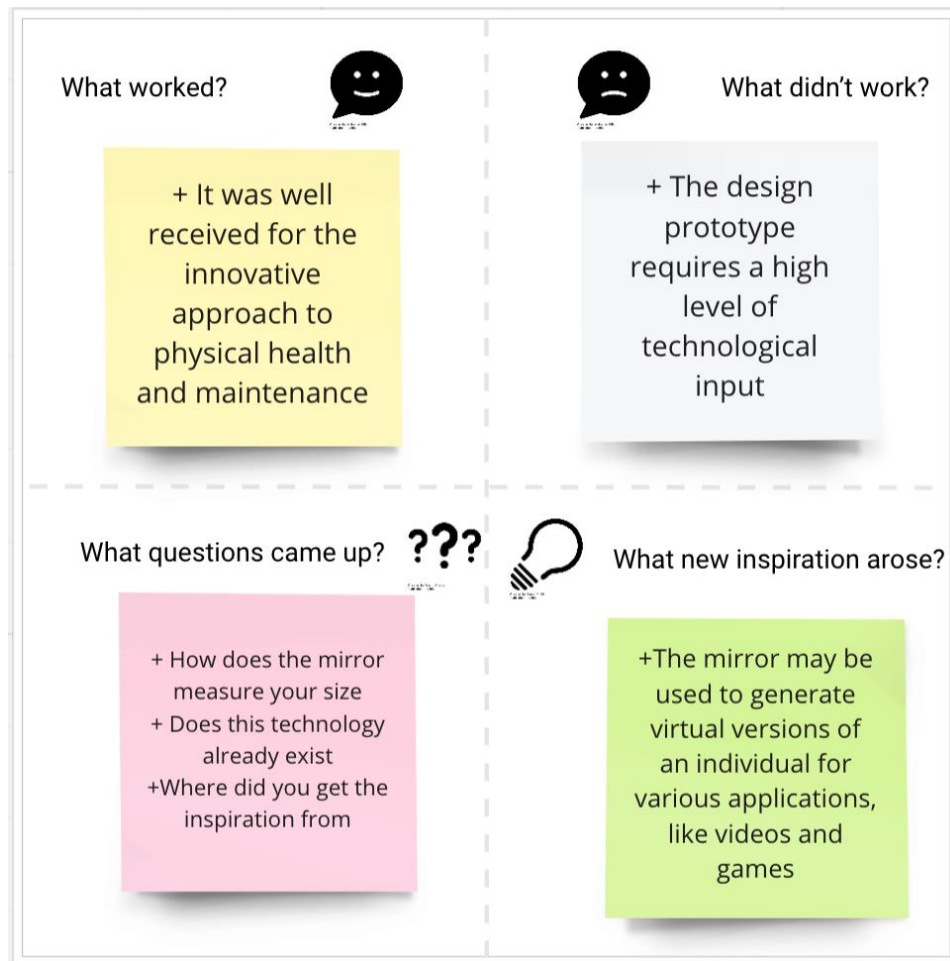 What worked?
+ It was well
received for the
innovative
approach to
physical health
and maintenance
What didn’t work?
+ The design
prototype
requires a high
level of
technological
input
What questions came up?
???
+ How does the mirror
measure your size
+ Does this technology
already exist
+Where did you get the
inspiration from
What new inspiration arose?
+The mirror may be
used to generate
virtual versions of
an individual for
various applications,
like videos and
games